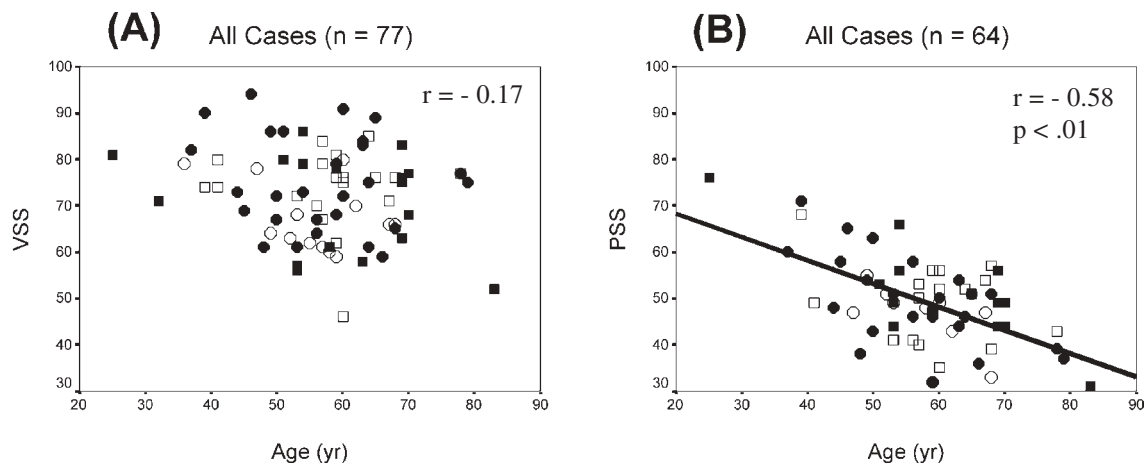 (A) All Cases (n = 77)
r = - 0.17
100
90
80
70
60
50
40
30
VSS
20 30 40 50 60 70 80 90
Age (yr)
(B) All Cases (n = 64)
r = - 0.58
p < .01
100
90
80
70
60
50
40
30
PSS
20 30 40 50 60 70 80 90
Age (yr)